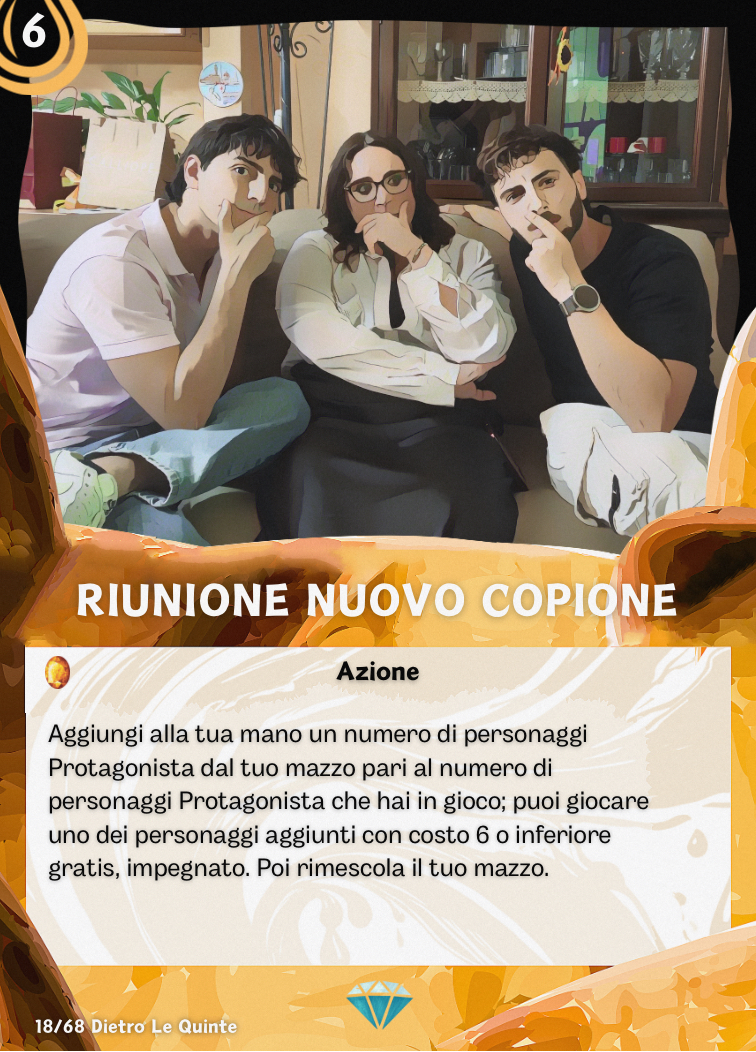 6
RIUNIONE NUOVO COPIONE
Azione
Aggiungi alla tua mano un numero di personaggi
Protagonista dal tuo mazzo pari al numero di
personaggi Protagonista che hai in gioco; puoi giocare
uno dei personaggi aggiunti con costo 6 o inferiore
gratis, impegnato. Poi rimescola il tuo mazzo.
18/68 Dietro Le Quinte